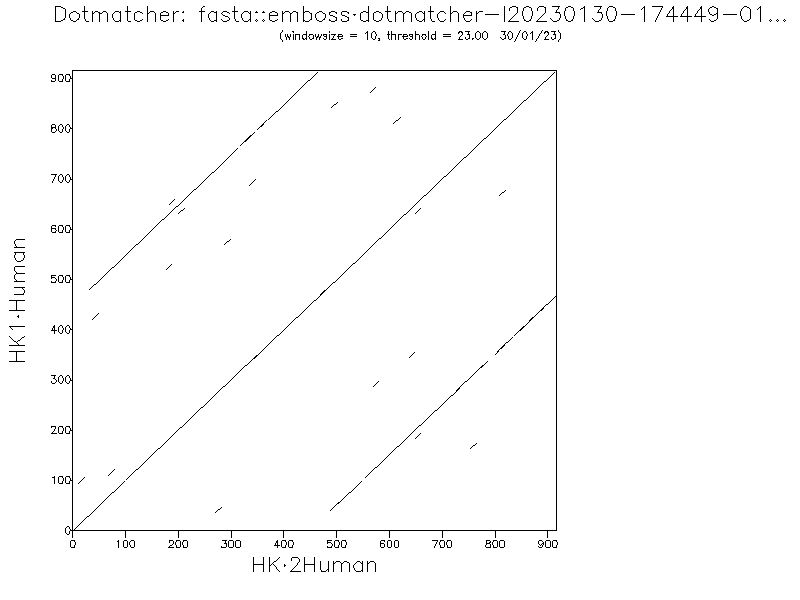 Dotmatcher: fasta::emboss·dotmatcher-I20230130-174449-01...
(windowsize = 10, threshold = 23.00 30/01/23)
900
800
700
600
500
400
300
200
100
0
HK1·Human
0 100 200 300 400 500 600 700 800 900
HK·2Human